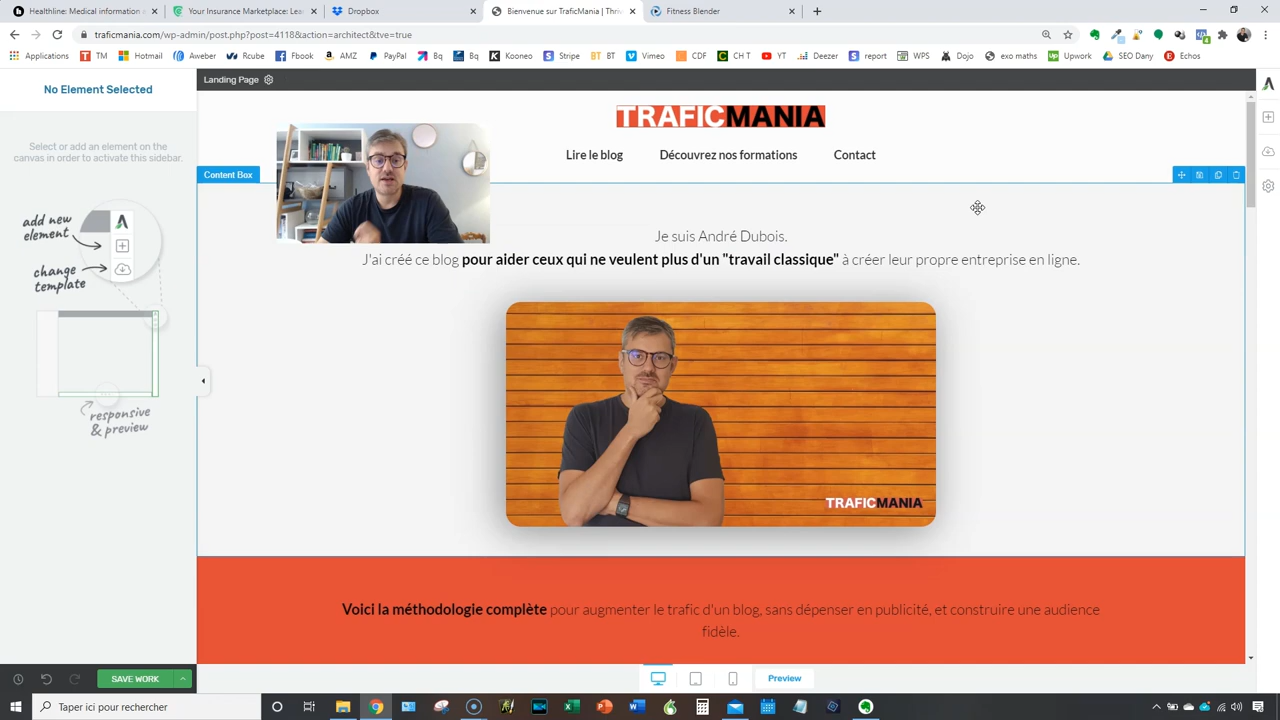 Healthline: Medical information a
Your Insurance Marketplace: Lea
Dropbox
Bienvenue sur TraficMania | Thriv
Fitness Blender
traficmania.com/wp-admin/post.php?post=4118&action=architect&tve=true
Applications
TM
Hotmail
Aweber
Rcube
Ebook
AMZ
PayPal
Bq
Bq
Kooneo
Stripe
BT
BT
Vimeo
CDF
CH T
YT
Deezer
report
WPS
Dojo
exo maths
Upwork
SEO Dany
Echos
No Element Selected
Landing Page
Select or add an element on the
canvas in order to activate this sidebar.
add new
element
change
template
responsive
& preview
TRAFICMANIA
Lire le blog
Découvrez nos formations
Contact
Content Box
Je suis André Dubois.
J'ai créé ce blog pour aider ceux qui ne veulent plus d'un "travail classique" à créer leur propre entreprise en ligne.
TRAFICMANIA
Voici la méthodologie complète pour augmenter le trafic d'un blog, sans dépenser en publicité, et construire une audience
fidèle.
SAVE WORK
Preview
Taper ici pour rechercher